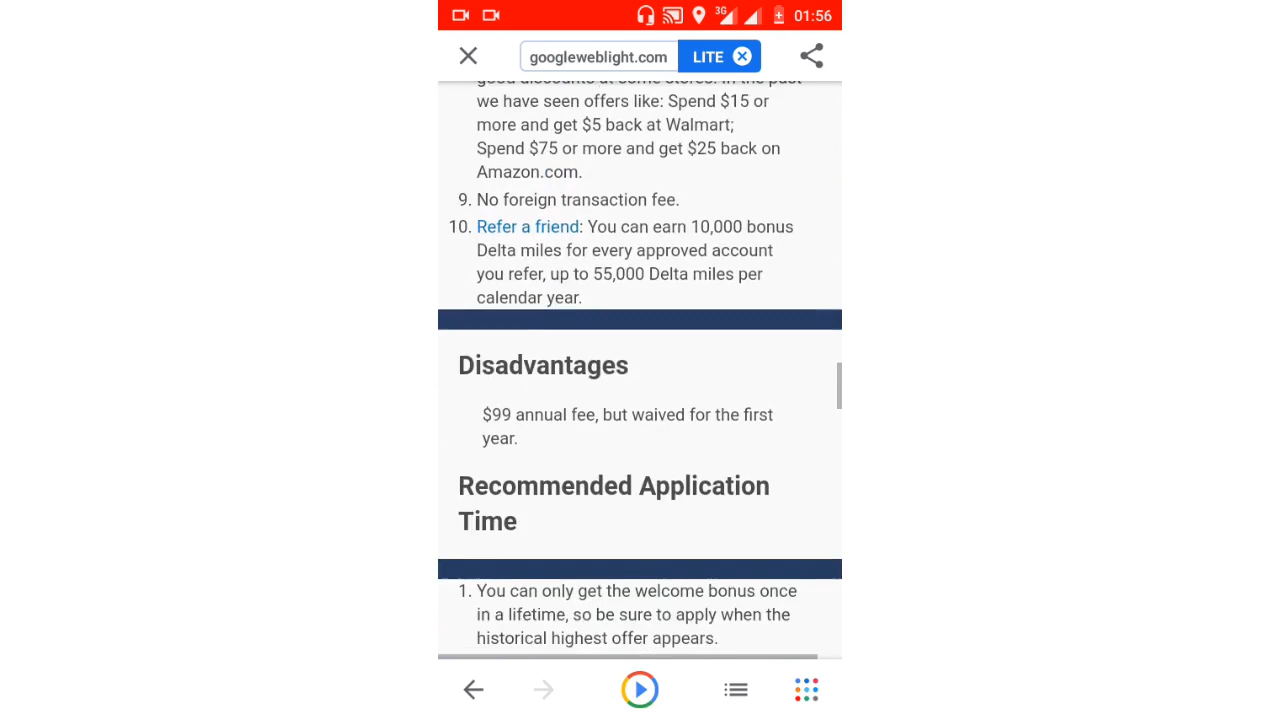 3G 01:56
googleweblight.com LITE
good discounts at some stores. In the past
we have seen offers like: Spend $15 or
more and get $5 back at Walmart;
Spend $75 or more and get $25 back on
Amazon.com.
9. No foreign transaction fee.
10. Refer a friend: You can earn 10,000 bonus
Delta miles for every approved account
you refer, up to 55,000 Delta miles per
calendar year.
Disadvantages
$99 annual fee, but waived for the first
year.
Recommended Application
Time
1. You can only get the welcome bonus once
in a lifetime, so be sure to apply when the
historical highest offer appears.